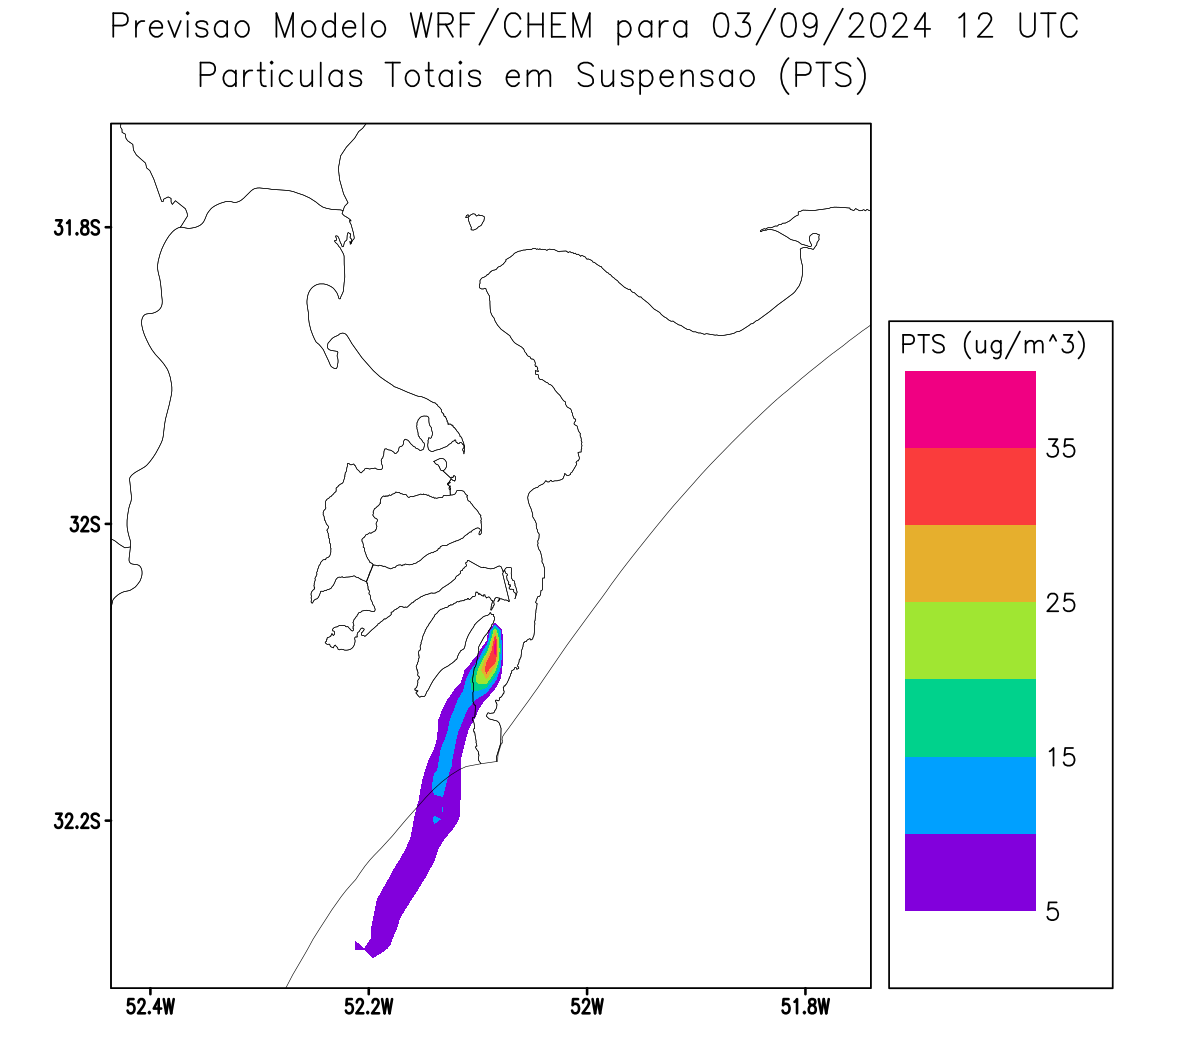 Previsao Modelo WRF/CHEM para 03/09/2024 12 UTC
Particulas Totais em Suspensao (PTS)
31.8S
32S
32.2S
52.4W
52.2W
52W
51.8W
PTS (ug/m^3)
35
25
15
5